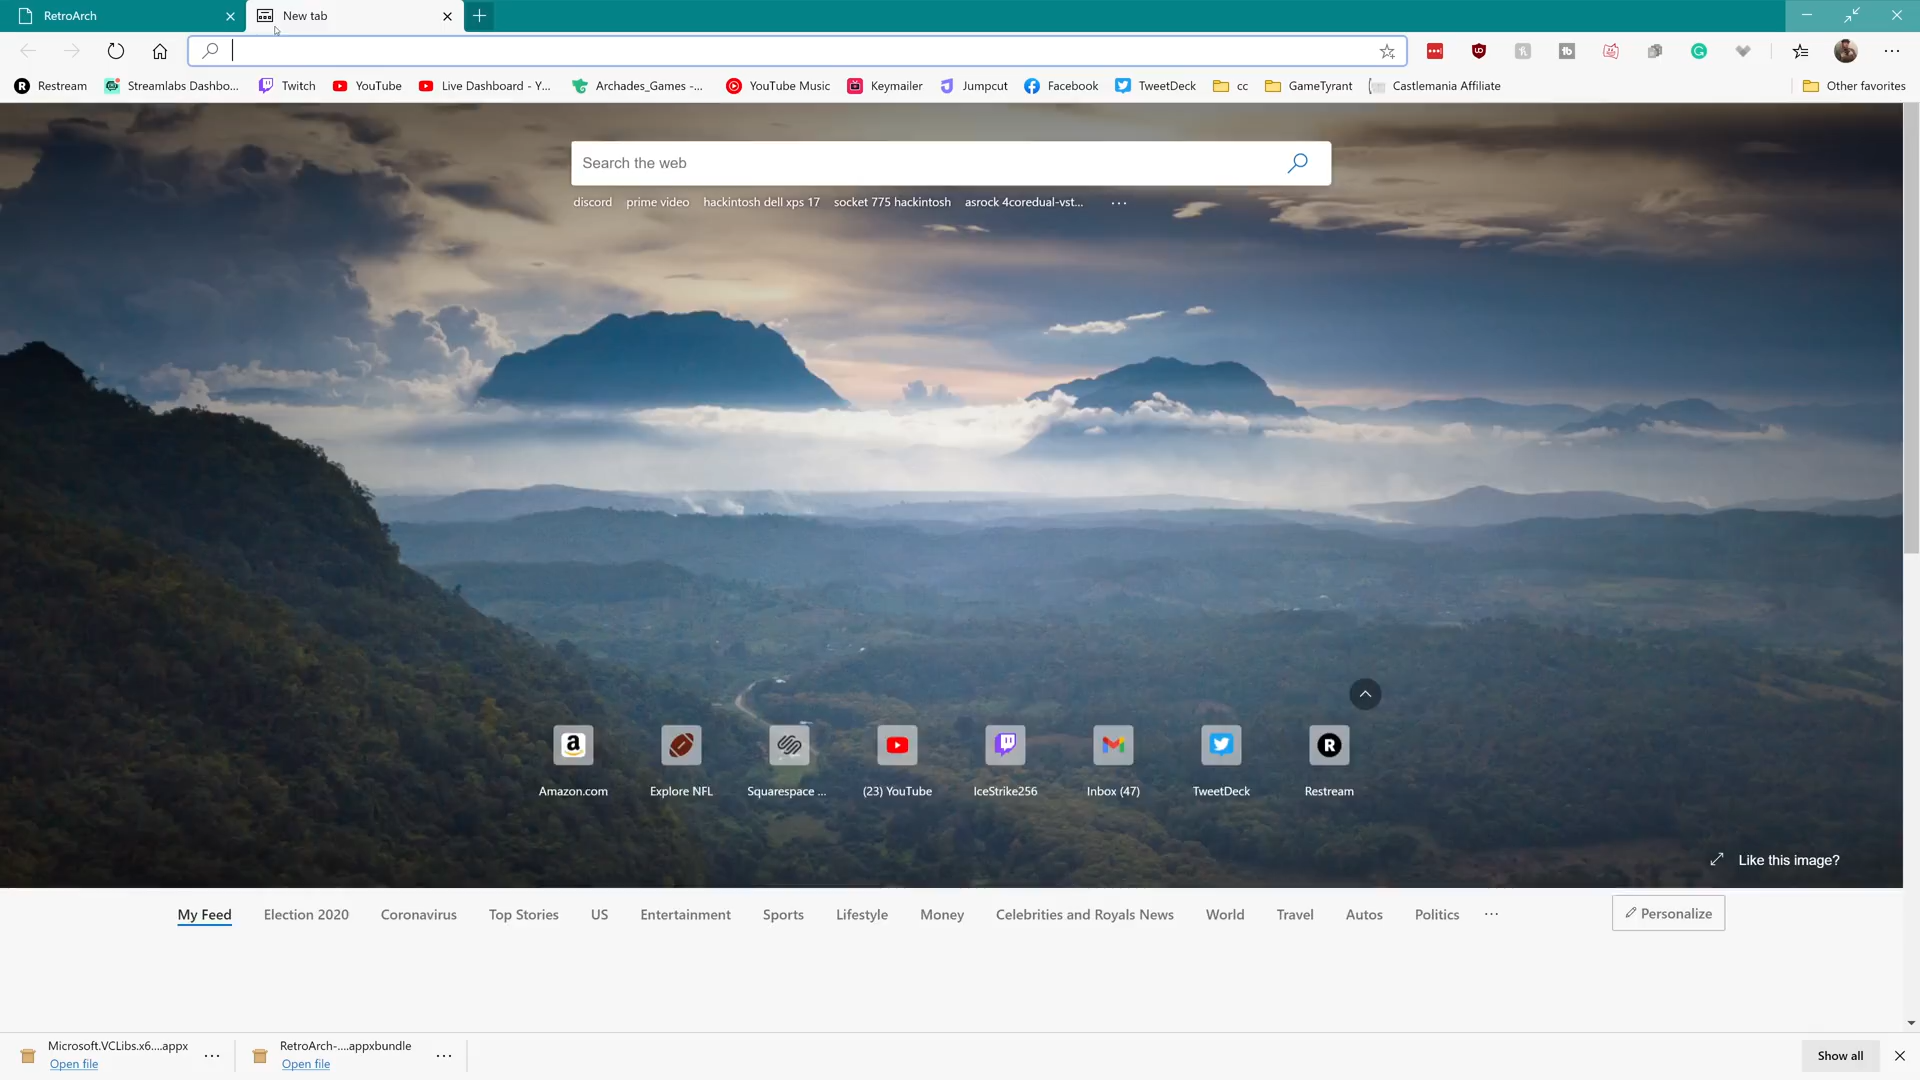 RetroArch
New tab
Restream
Streamlabs Dashbo...
Twitch
YouTube
Live Dashboard - Y...
Archades_Games -...
YouTube Music
Keymailer
Jumpcut
Facebook
TweetDeck
cc
GameTyrant
Castlemania Affiliate
Other favorites
Search the web
discord
prime video
hackintosh dell xps 17
socket 775 hackintosh
asrock 4coredual-vst...
Amazon.com
Explore NFL
Squarespace ...
(23) YouTube
IceStrike256
Inbox (47)
TweetDeck
Restream
Like this image?
My Feed
Election 2020
Coronavirus
Top Stories
US
Entertainment
Sports
Lifestyle
Money
Celebrities and Royals News
World
Travel
Autos
Politics
Personalize
Microsoft.VCLibs.x6....appx
Open file
RetroArch-....appxbundle
Open file
Show all